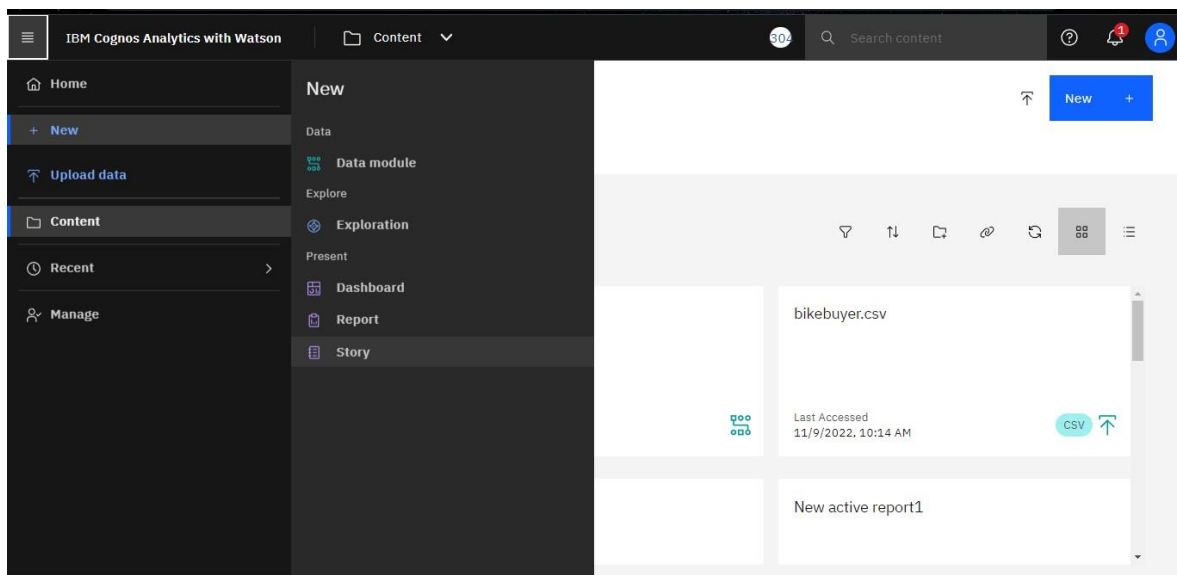 IBM Cognos Analytics with Watson
Content
304
Search content
1
Home
New
Upload data
Content
Recent
Manage
New
Data
Data module
Explore
Exploration
Present
Dashboard
Report
Story
New +
bikebuyer.csv
Last Accessed
11/9/2022, 10:14 AM
CSV
New active report1